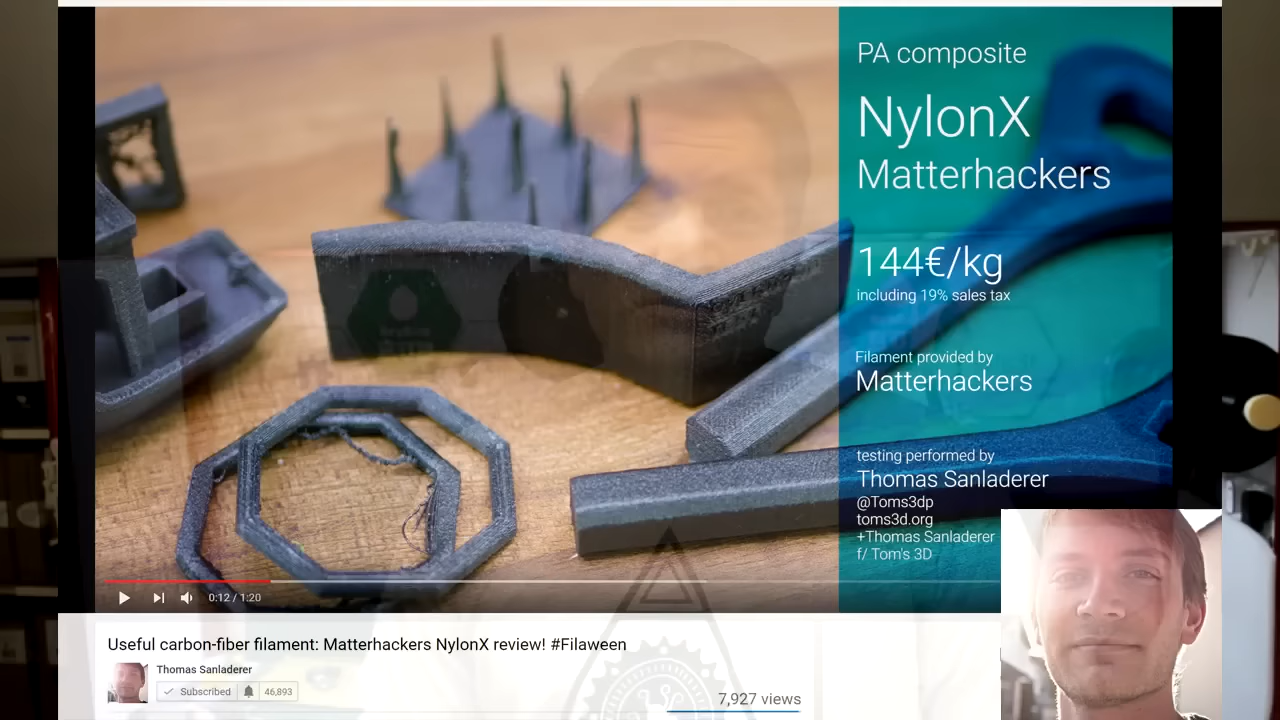 PA composite
NylonX
Matterhackers
144€/kg
including 19% sales tax
Filament provided by
Matterhackers
testing performed by
Thomas Sanladerer
@Toms3dp
toms3d.org
+Thomas Sanladerer
f/ Tom's 3D
0:12 / 1:20
Useful carbon-fiber filament: Matterhackers NylonX review! #Filaween
Thomas Sanladerer
Subscribed 46,893
7,927 views